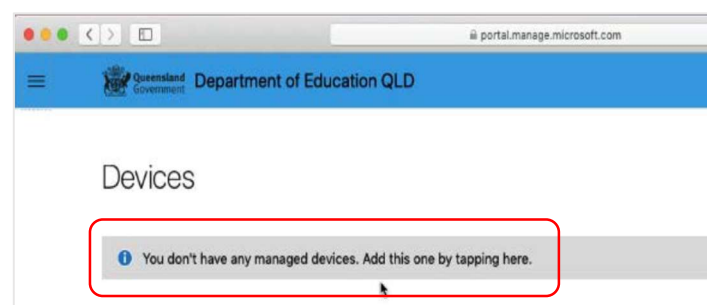 portal.manage.microsoft.com
Queensland
Government
Department of Education QLD
Devices
You don't have any managed devices. Add this one by tapping here.